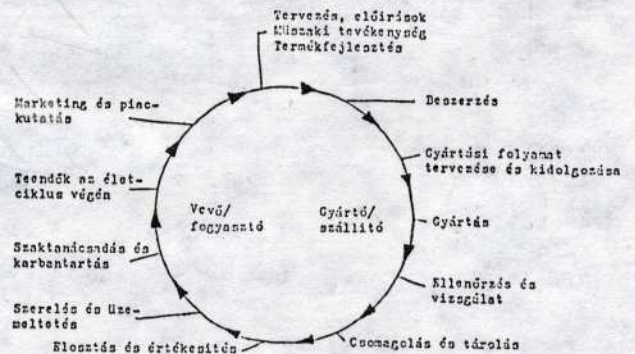 Tervezés, előírások
Műszaki tevékenység
Termékfejlesztés
Beszerzés
Gyártási folyamat
tervezése és kidolgozása
Gyártás
Ellenőrzés és
vizsgálat
Csomagolás és tárolás
Elosztás és értékesítés
Szerelés és üze-
meltetés
Szaktanácsadás és
karbantartás
Teendők az élet-
ciklus végén
Marketing és piac-
kutatás
Vevő/
fogyasztó
Gyártó/
szállító